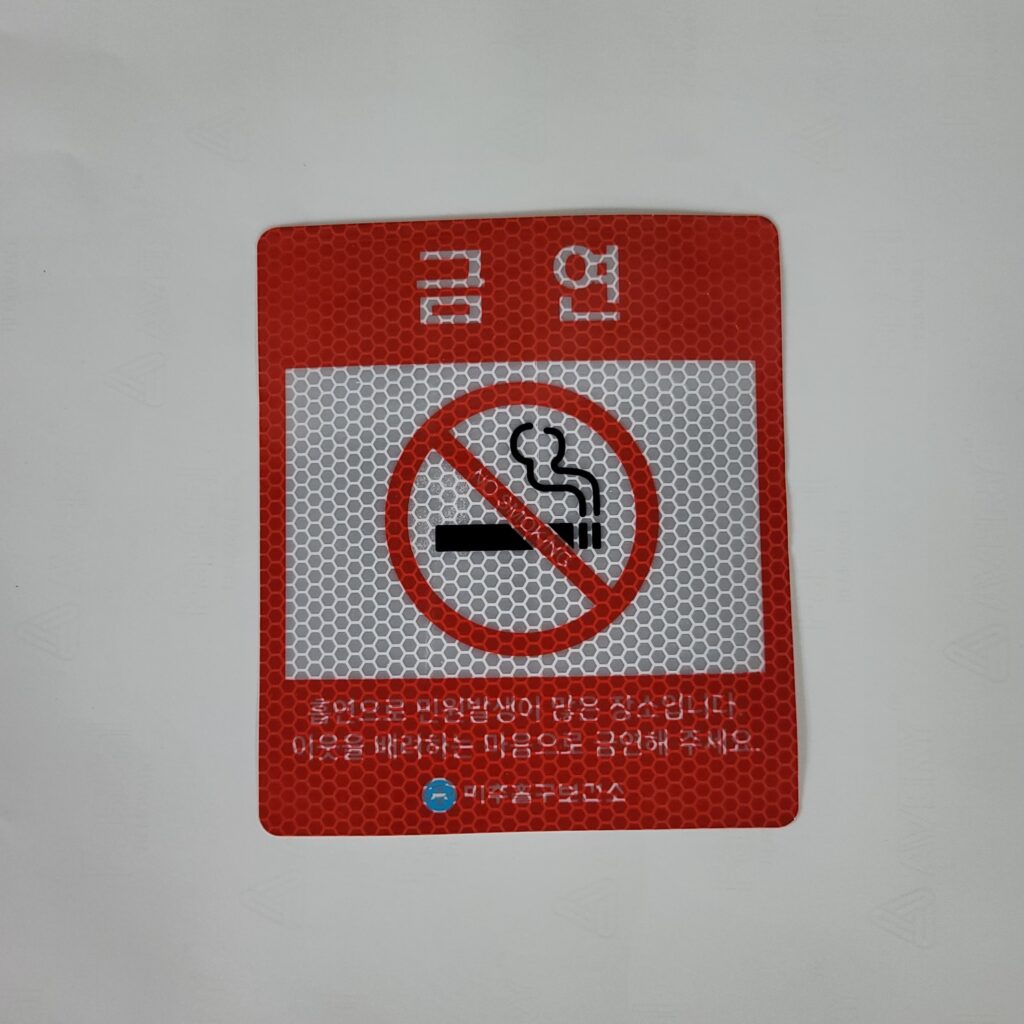 금연
NO SMOKING
흡연으로 민원발생이 많은 장소입니다
이웃을 배려하는 마음으로 금연해 주세요.
미추홀구보건소